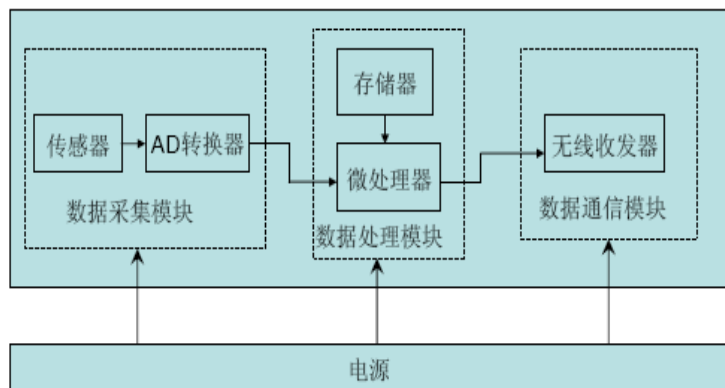 存储器
传感器
AD转换器
微处理器
无线收发器
数据采集模块
数据处理模块
数据通信模块
电源